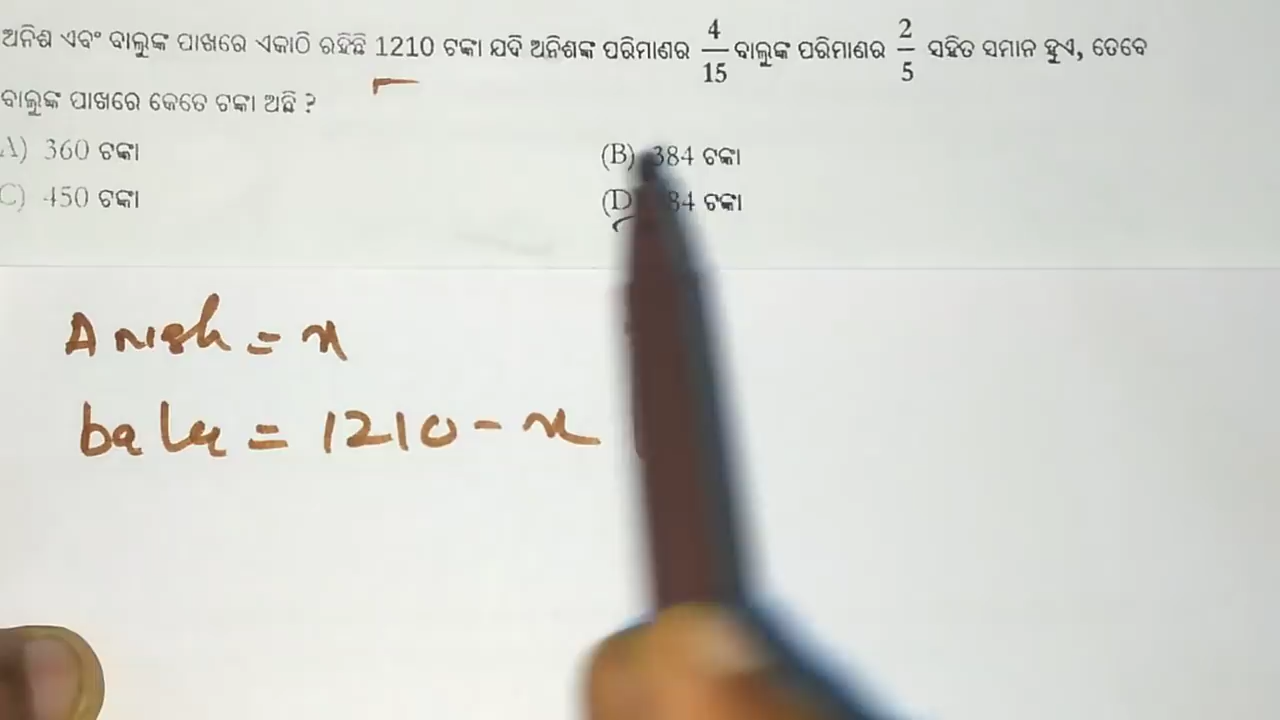 ଅନିଷ ଏବଂ ବାଲୁଙ୍କ ପାଖରେ ଏକାଠି ରହିଛି 1210 ଟଙ୍କା ଯଦି ଅନିଶଙ୍କ ପରିମାଣର 4/15 ବାଲୁଙ୍କ ପରିମାଣର 2/5 ସହିତ ସମାନ ହୁଏ, ତେବେ
ବାଲୁଙ୍କ ପାଖରେ କେତେ ଟଙ୍କା ଅଛି ?
A) 360 ଟଙ୍କା (B) 384 ଟଙ୍କା
C) 450 ଟଙ୍କା (D 84 ଟଙ୍କା
Anish = x
balu = 1210 - x